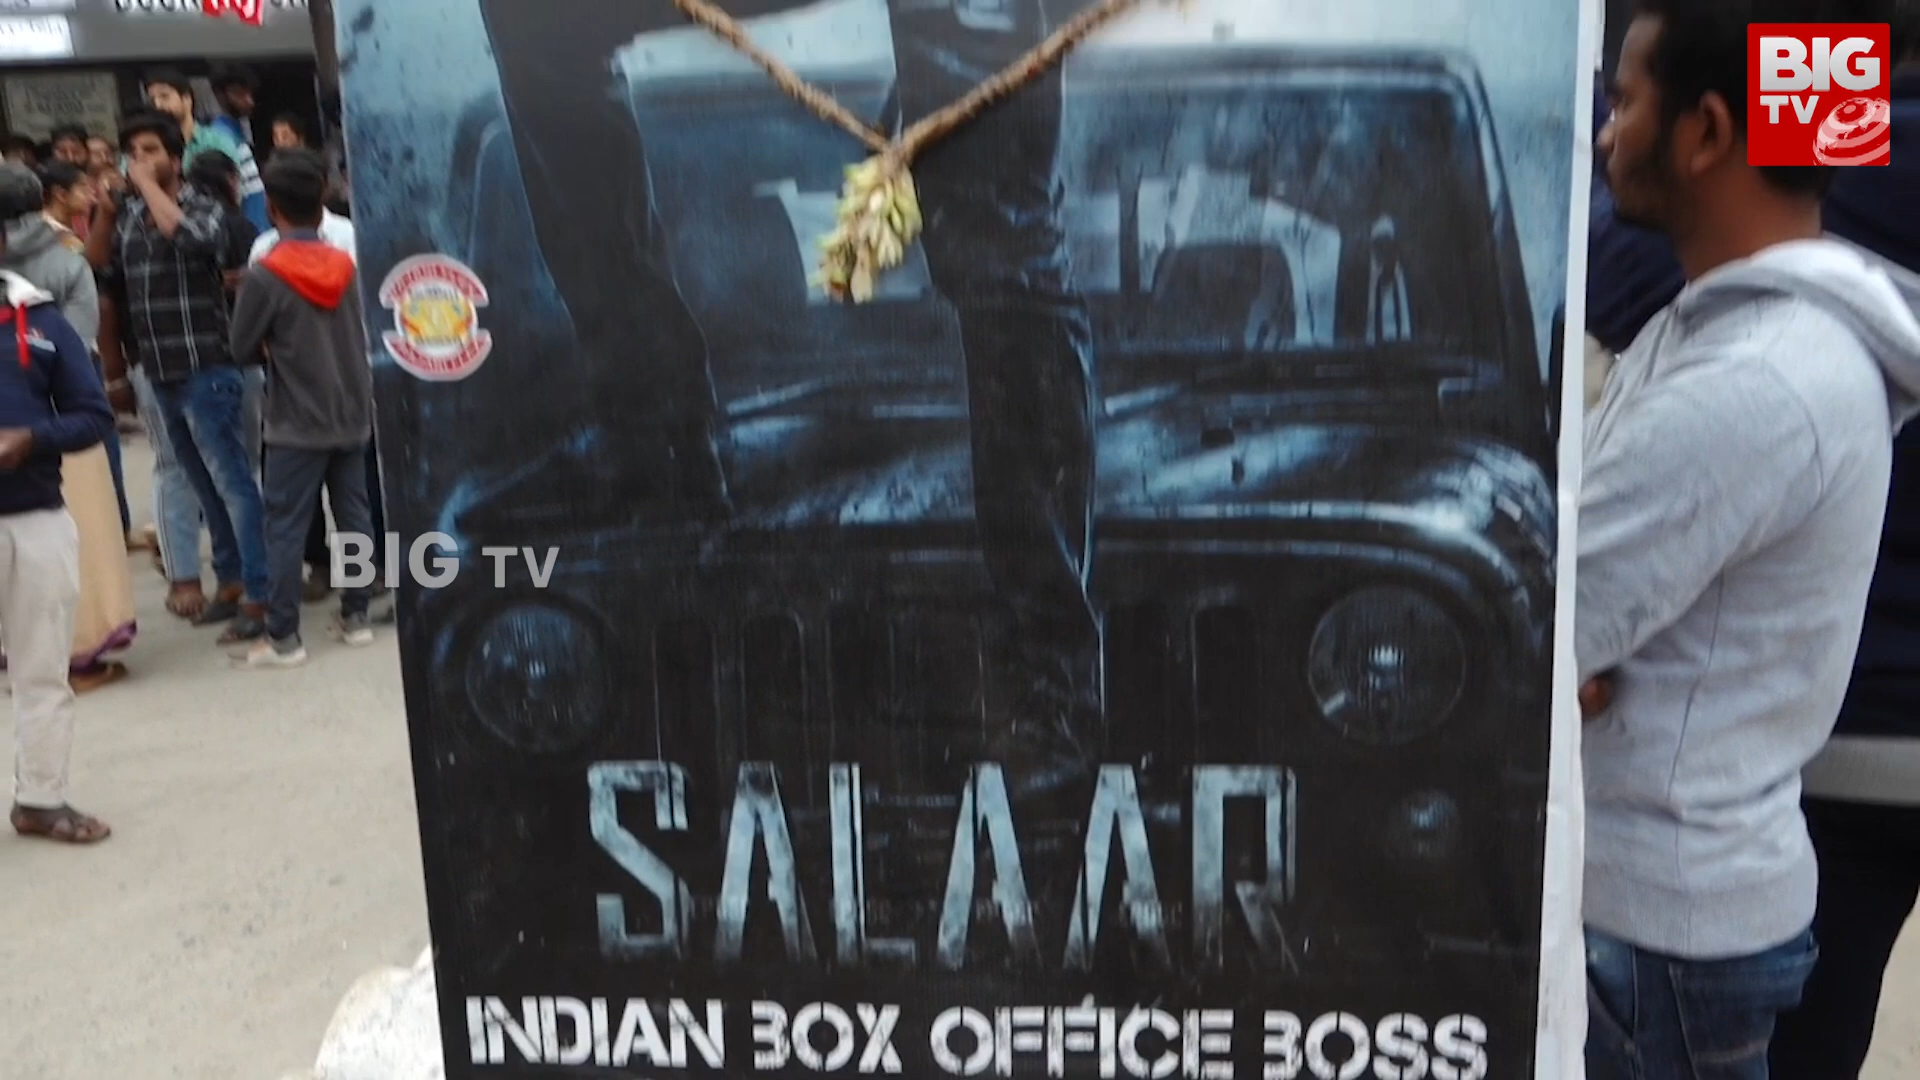 BIG
TV
BIG TV
SALAAR
INDIAN BOX OFFICE BOSS